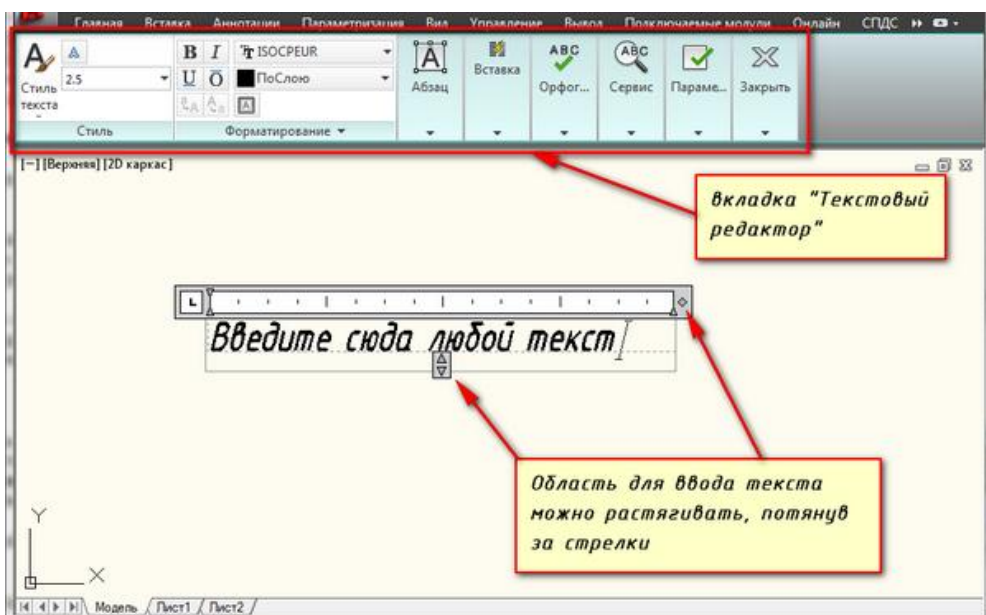 Главная Вставка Аннотации Параметризация Вид Управление Вывод Подключаемые модули Онлайн СПДС
Стиль текста
2.5
Стиль
B I ISOCPEUR
U O ПоСлою
Форматирование
A
Абзац
Вставка
ABC
Орфог...
ABC
Сервис
Параме...
Закрыть
[−][Верхняя][2D каркас]
вкладка "Текстовый
редактор"
L
Введите сюда любой текст
Область для ввода текста
можно растягивать, потянув
за стрелки
Y
X
Модель Лист1 Лист2